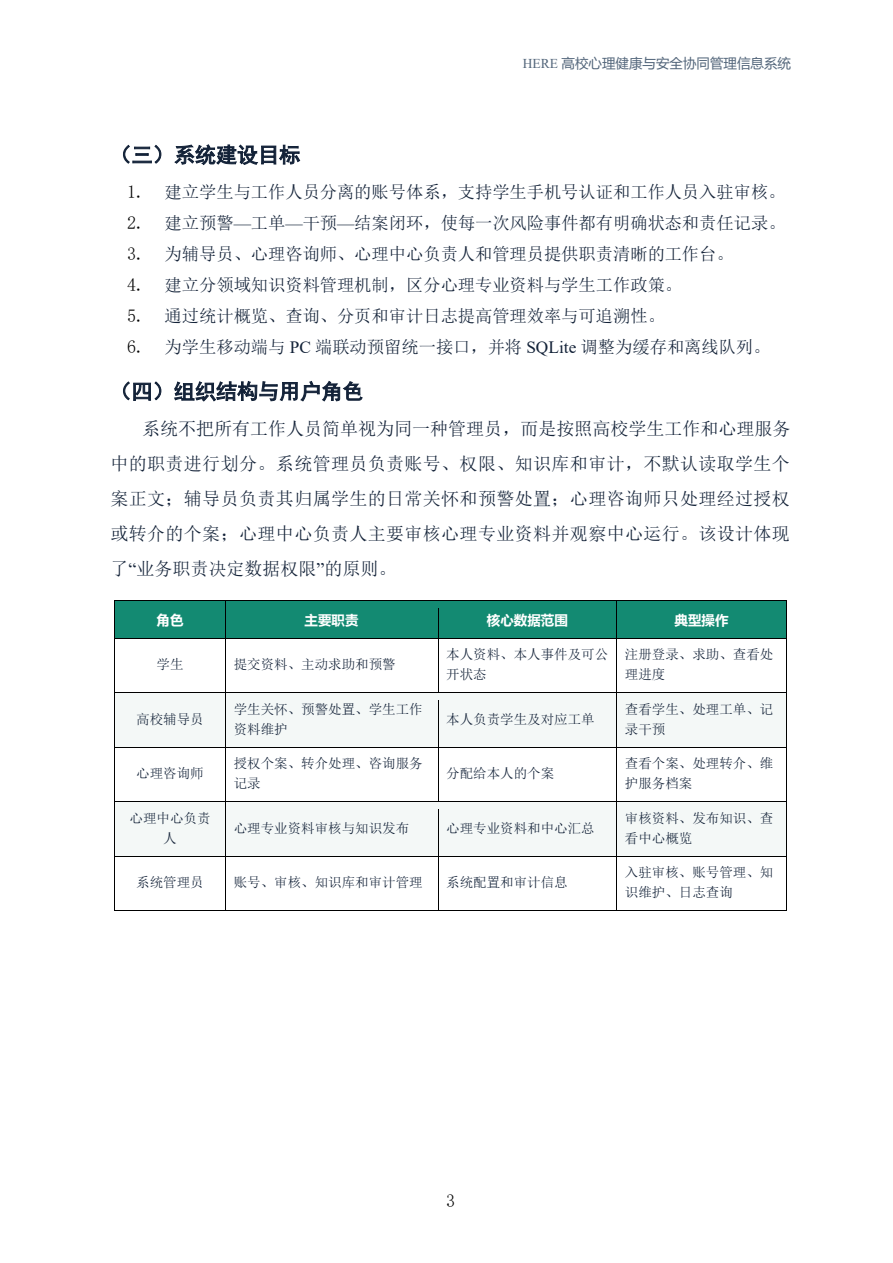 HERE 高校心理健康与安全协同管理信息系统
（三）系统建设目标
1. 建立学生与工作人员分离的账号体系，支持学生手机号认证和工作人员入驻审核。
2. 建立预警—工单—干预—结案闭环，使每一次风险事件都有明确状态和责任记录。
3. 为辅导员、心理咨询师、心理中心负责人和管理员提供职责清晰的工作台。
4. 建立分领域知识资料管理机制，区分心理专业资料与学生工作政策。
5. 通过统计概览、查询、分页和审计日志提高管理效率与可追溯性。
6. 为学生移动端与 PC 端联动预留统一接口，并将 SQLite 调整为缓存和离线队列。
（四）组织结构与用户角色
系统不把所有工作人员简单视为同一种管理员，而是按照高校学生工作和心理服务
中的职责进行划分。系统管理员负责账号、权限、知识库和审计，不默认读取学生个
案正文；辅导员负责其归属学生的日常关怀和预警处置；心理咨询师只处理经过授权
或转介的个案；心理中心负责人主要审核心理专业资料并观察中心运行。该设计体现
了“业务职责决定数据权限”的原则。
角色 主要职责 核心数据范围 典型操作
学生
提交资料、主动求助和预警
本人资料、本人事件及可公
开状态
注册登录、求助、查看处
理进度
高校辅导员
学生关怀、预警处置、学生工作
资料维护
本人负责学生及对应工单
查看学生、处理工单、记
录干预
心理咨询师
授权个案、转介处理、咨询服务
记录
分配给本人的个案
查看个案、处理转介、维
护服务档案
心理中心负责
人
心理专业资料审核与知识发布
心理专业资料和中心汇总
审核资料、发布知识、查
看中心概览
系统管理员
账号、审核、知识库和审计管理
系统配置和审计信息
入驻审核、账号管理、知
识维护、日志查询
3